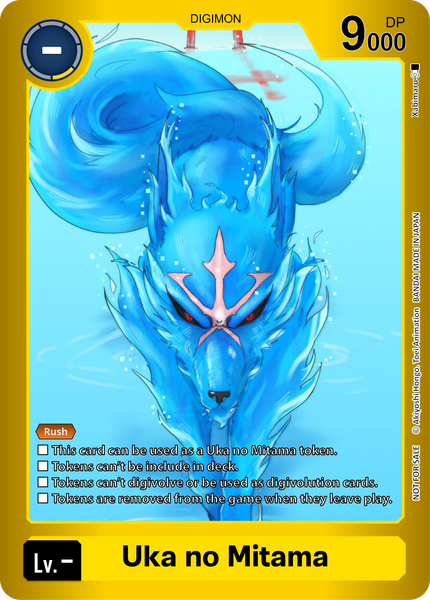 DIGIMON
DP
9000
-
Xabimaru
Rush
This card can be used as a Uka no Mitama token.
Tokens can't be include in deck.
Tokens can't digivolve or be used as digivolution cards.
Tokens are removed from the game when they leave play.
NOT FOR SALE © Akiyoshi Hongo, Toei Animation BANDAI MADE IN JAPAN
Lv.-
Uka no Mitama